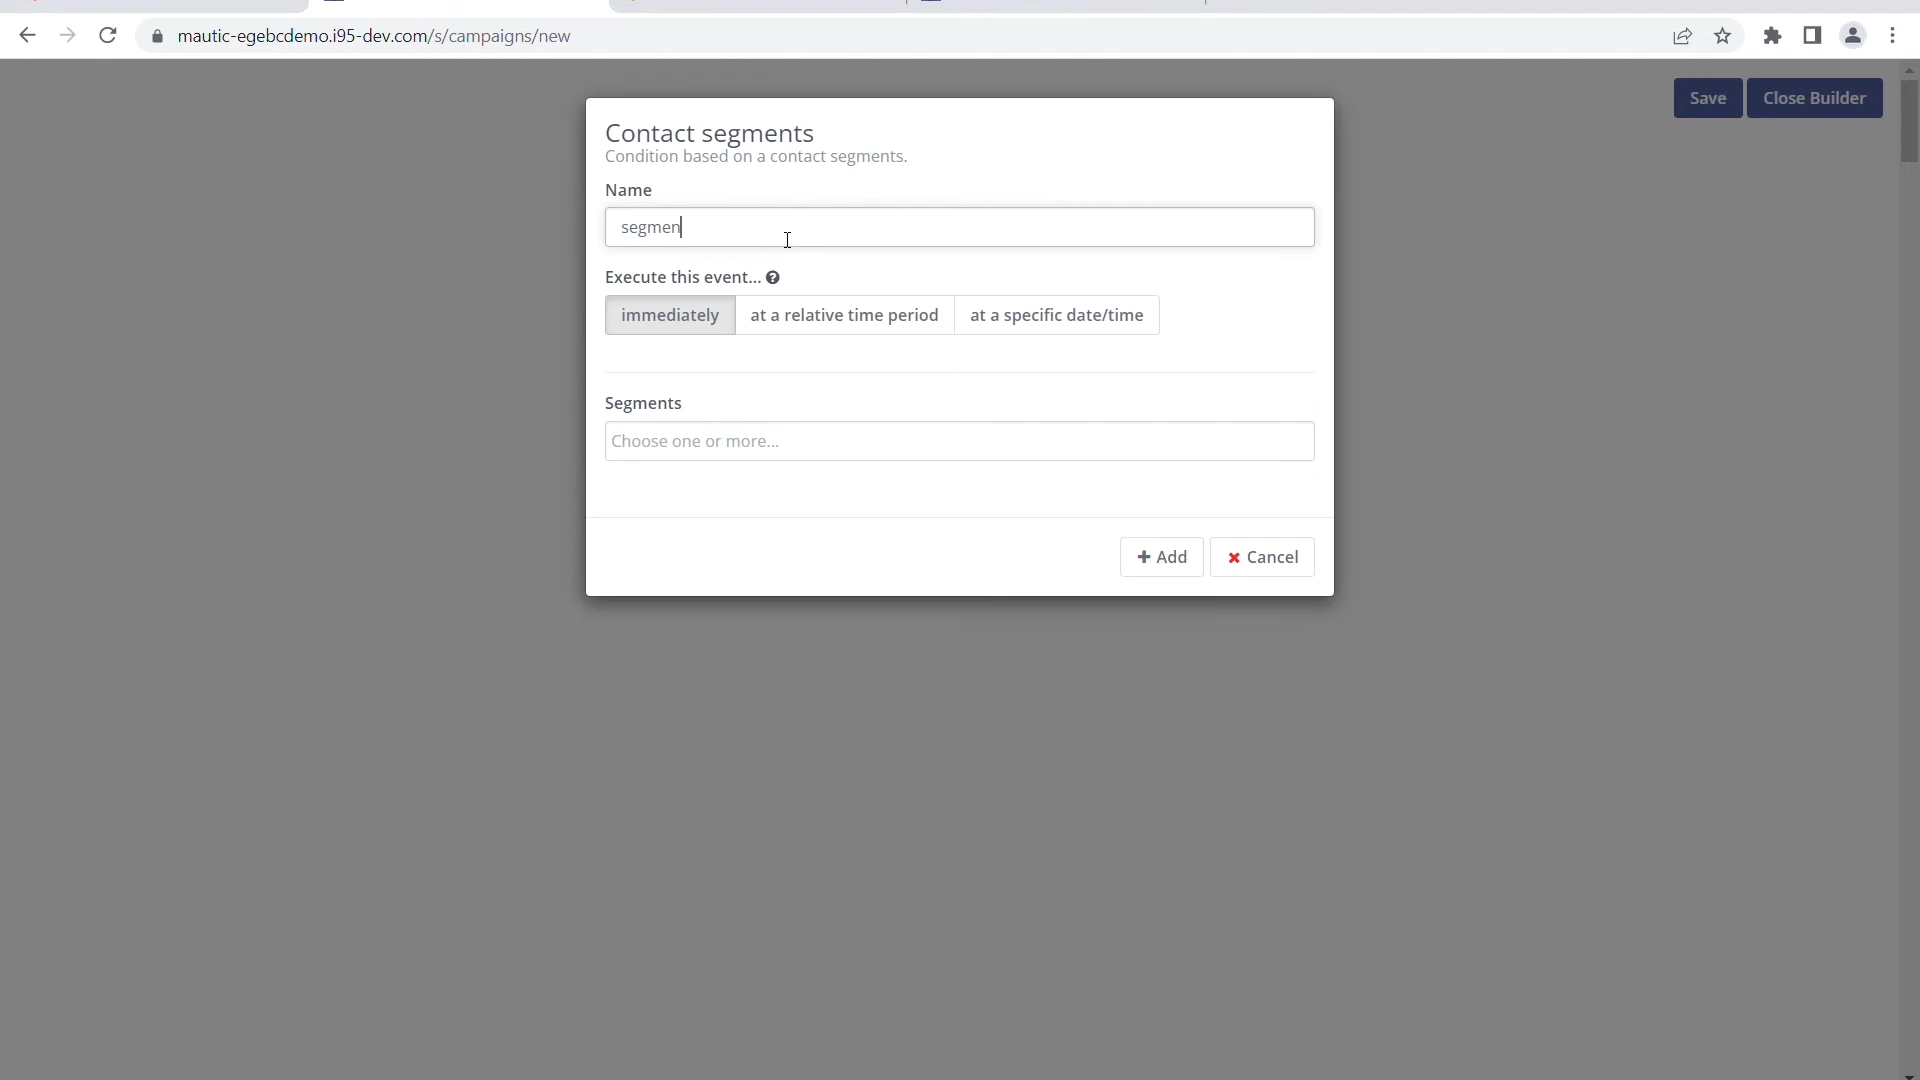 mautic-egebcdemo.i95-dev.com/s/campaigns/new
Save
Close Builder
Contact segments
Condition based on a contact segments.
Name
segmen
Execute this event...
immediately
at a relative time period
at a specific date/time
Segments
Choose one or more...
Add
Cancel